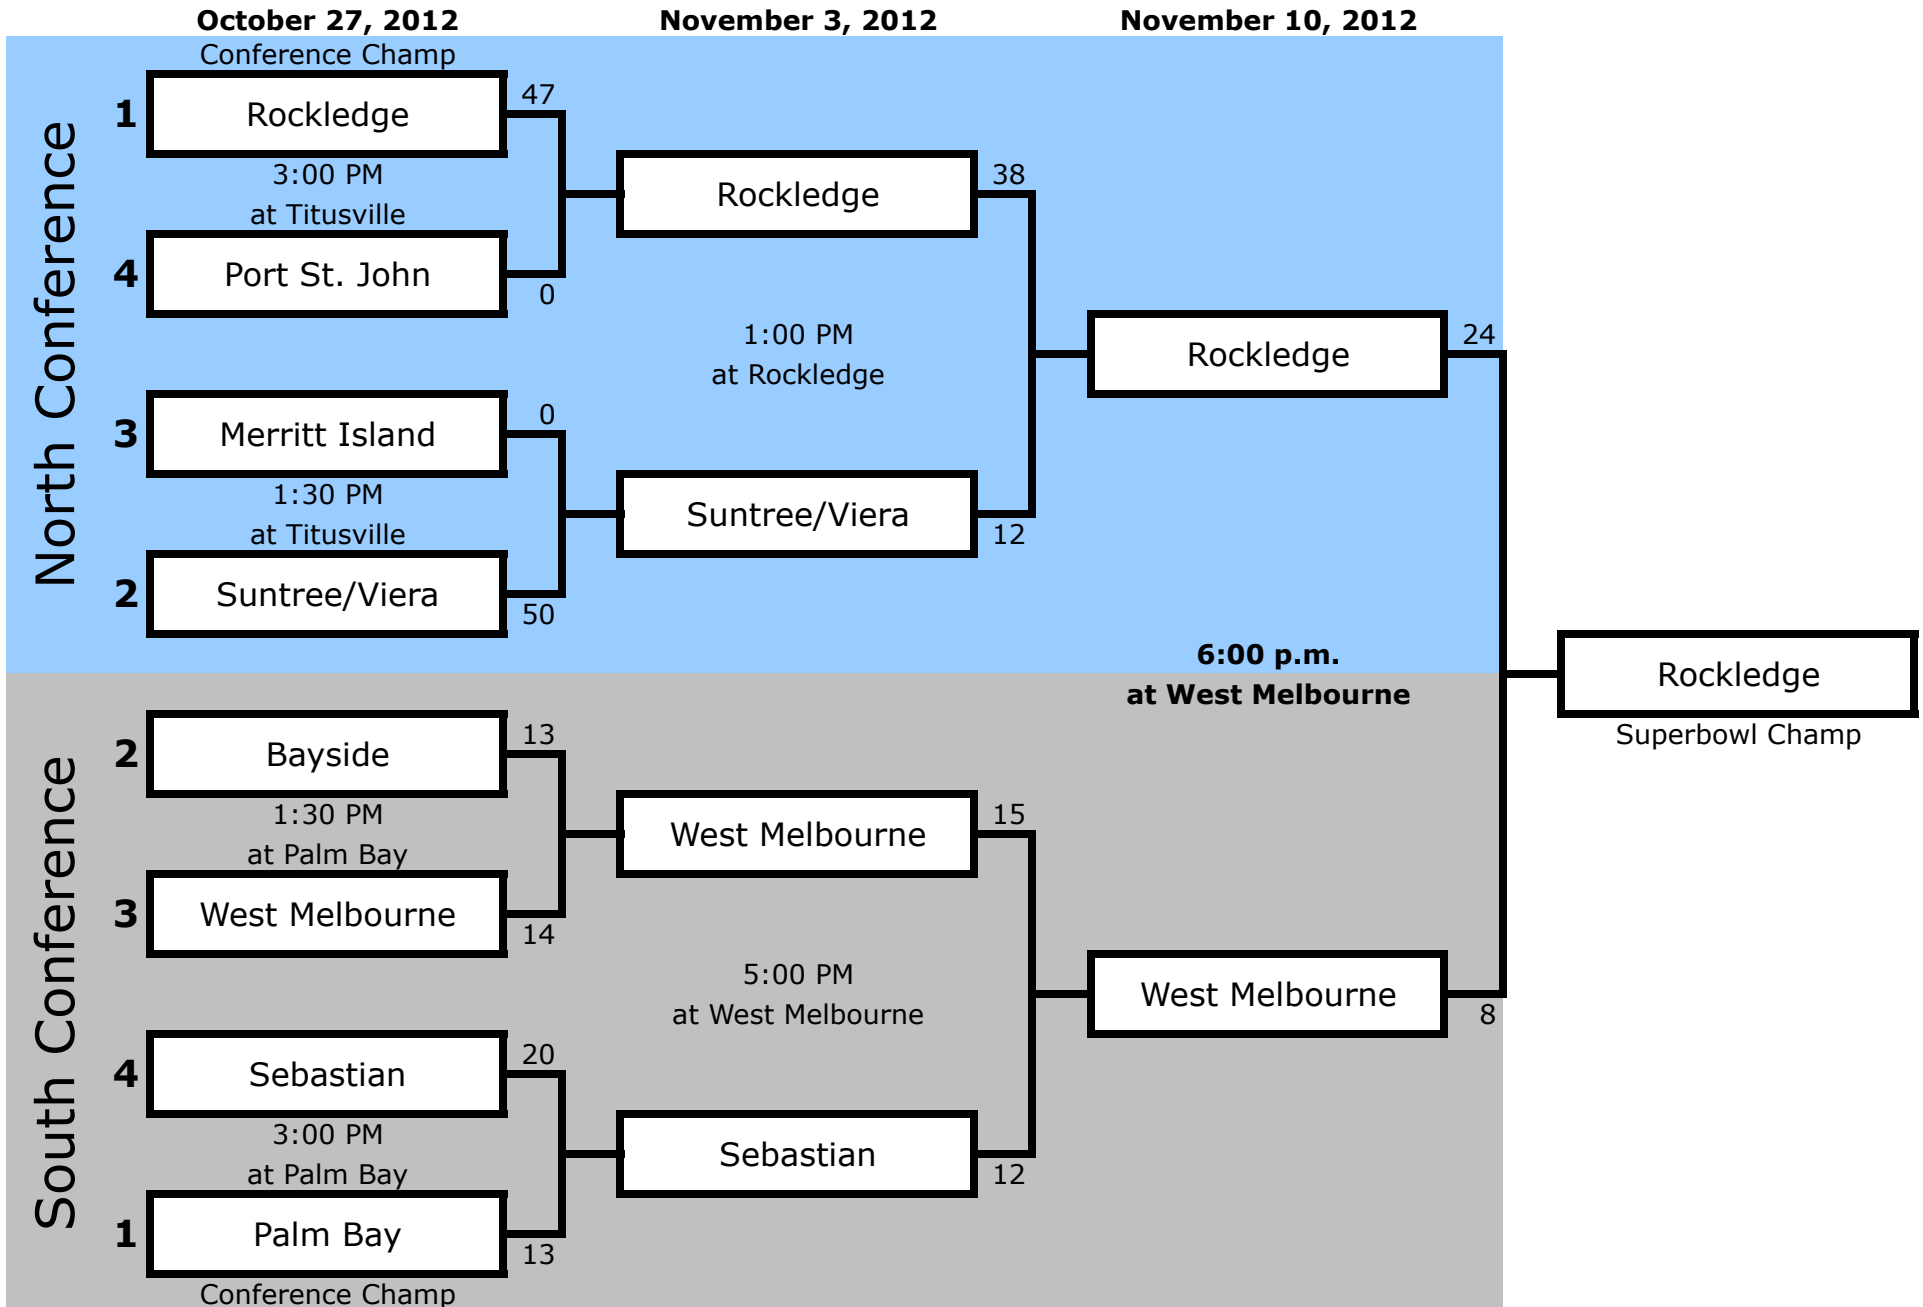 October 27, 2012
November 3, 2012
November 10, 2012
North Conference
Conference Champ
1
Rockledge
47
3:00 PM
at Titusville
4
Port St. John
0
3
Merritt Island
0
1:30 PM
at Titusville
2
Suntree/Viera
50
Rockledge
38
1:00 PM
at Rockledge
Suntree/Viera
12
Rockledge
24
6:00 p.m.
at West Melbourne
Rockledge
Superbowl Champ
South Conference
2
Bayside
13
1:30 PM
at Palm Bay
3
West Melbourne
14
4
Sebastian
20
3:00 PM
at Palm Bay
1
Palm Bay
13
Conference Champ
West Melbourne
15
5:00 PM
at West Melbourne
Sebastian
12
West Melbourne
8